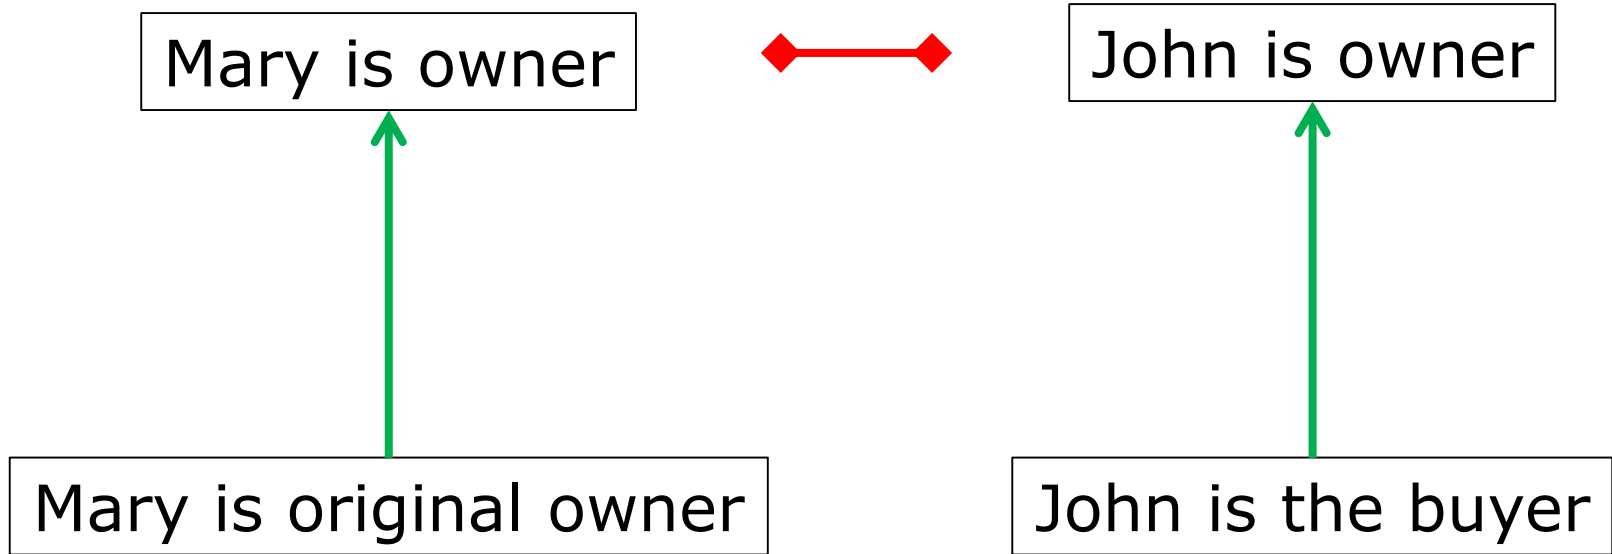 Mary is owner
John is owner
Mary is original owner
John is the buyer